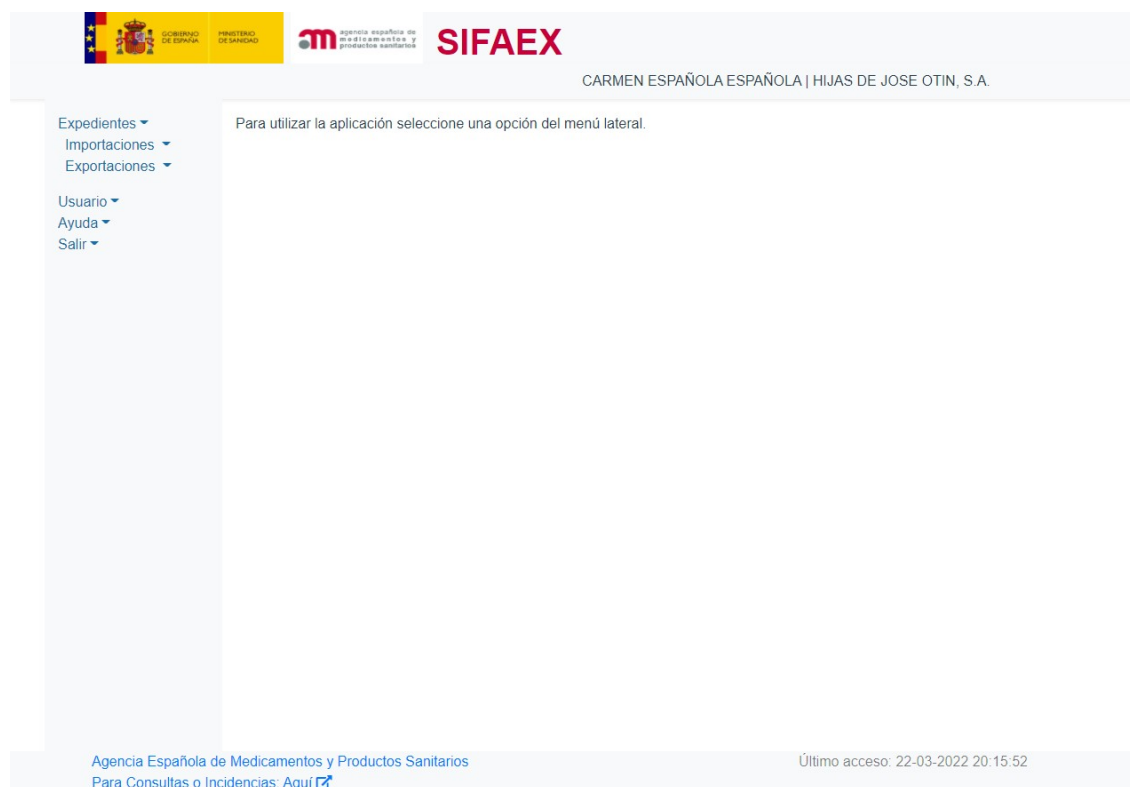 GOBIERNO
DE ESPAÑA
MINISTERIO
DE SANIDAD
agencia española de
medicamentos y
productos sanitarios
SIFAEX
CARMEN ESPAÑOLA ESPAÑOLA | HIJAS DE JOSE OTIN, S.A.
Expedientes
Importaciones
Exportaciones
Usuario
Ayuda
Salir
Para utilizar la aplicación seleccione una opción del menú lateral.
Agencia Española de Medicamentos y Productos Sanitarios
Para Consultas o Incidencias: Aquí
Último acceso: 22-03-2022 20:15:52